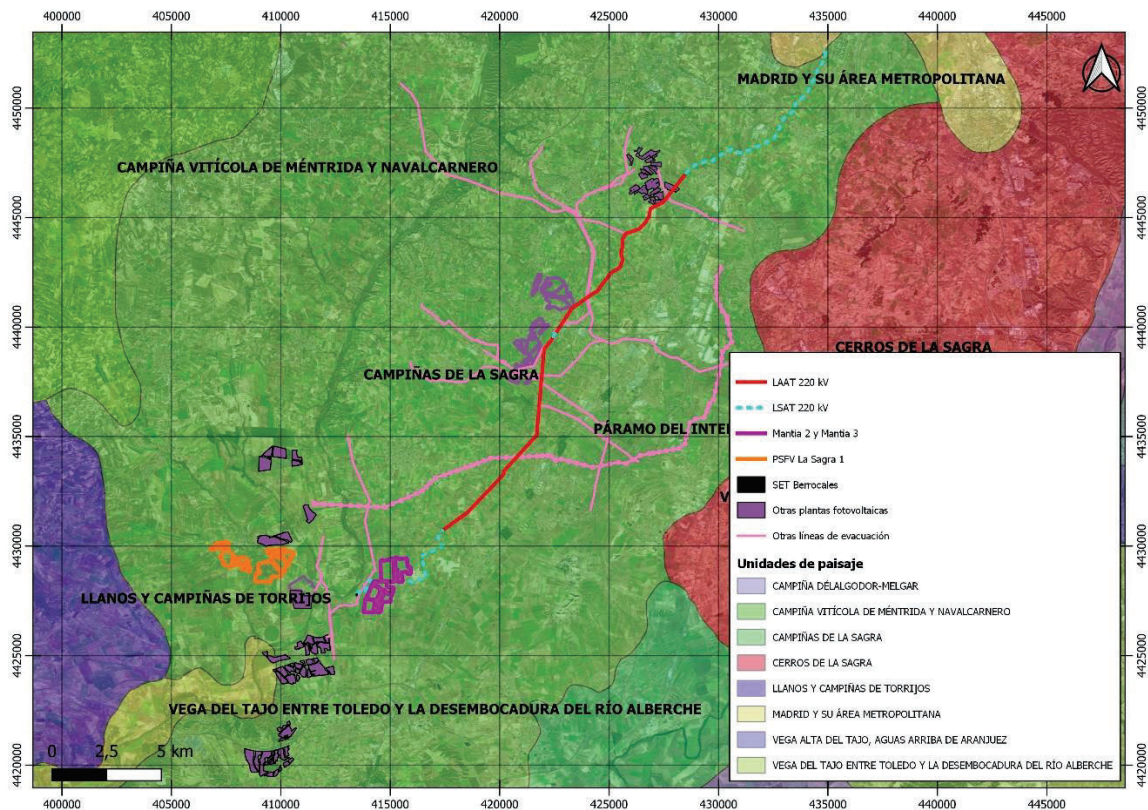 400000 405000 410000 415000 420000 425000 430000 435000 440000 445000
MADRID Y SU ÁREA METROPOLITANA
4450000 4450000
CAMPIÑA VITÍCOLA DE MÉNTRIDA Y NAVALCARNERO
4445000 4445000
4440000 4440000
CERROS DE LA SAGRA
CAMPIÑAS DE LA SAGRA
PÁRAMO DEL INTE
4435000 4435000
V
4430000 4430000
LLANOS Y CAMPIÑAS DE TORRIJOS
4425000 4425000
VEGA DEL TAJO ENTRE TOLEDO Y LA DESEMBOCADURA DEL RÍO ALBERCHE
4420000 4420000
0 2,5 5 km
LAAT 220 kV
LSAT 220 kV
Mantia 2 y Mantia 3
PSFV La Sagra 1
SET Berrocales
Otras plantas fotovoltaicas
Otras líneas de evacuación
Unidades de paisaje
CAMPIÑA DÉLALGODOR-MELGAR
CAMPIÑA VITÍCOLA DE MÉNTRIDA Y NAVALCARNERO
CAMPIÑAS DE LA SAGRA
CERROS DE LA SAGRA
LLANOS Y CAMPIÑAS DE TORRIJOS
MADRID Y SU ÁREA METROPOLITANA
VEGA ALTA DEL TAJO, AGUAS ARRIBA DE ARANJUEZ
VEGA DEL TAJO ENTRE TOLEDO Y LA DESEMBOCADURA DEL RÍO ALBERCHE
400000 405000 410000 415000 420000 425000 430000 435000 440000 445000